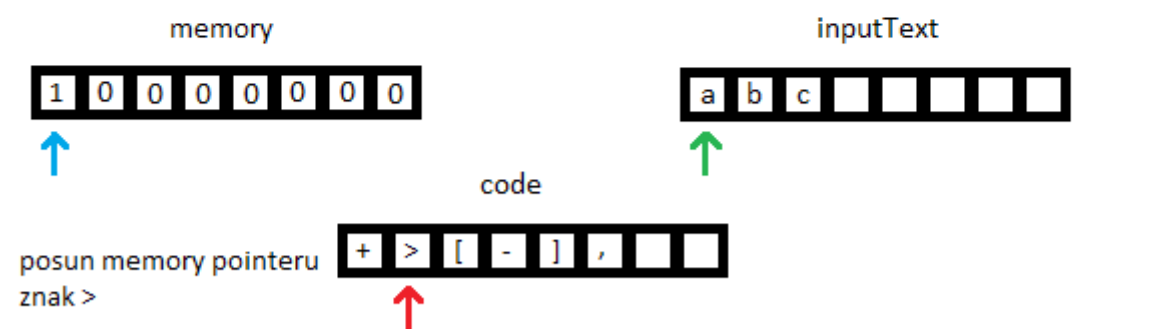 memory
inputText
1 0 0 0 0 0 0 0
a b c
code
+ > [ - ] ,
posun memory pointeru
znak >